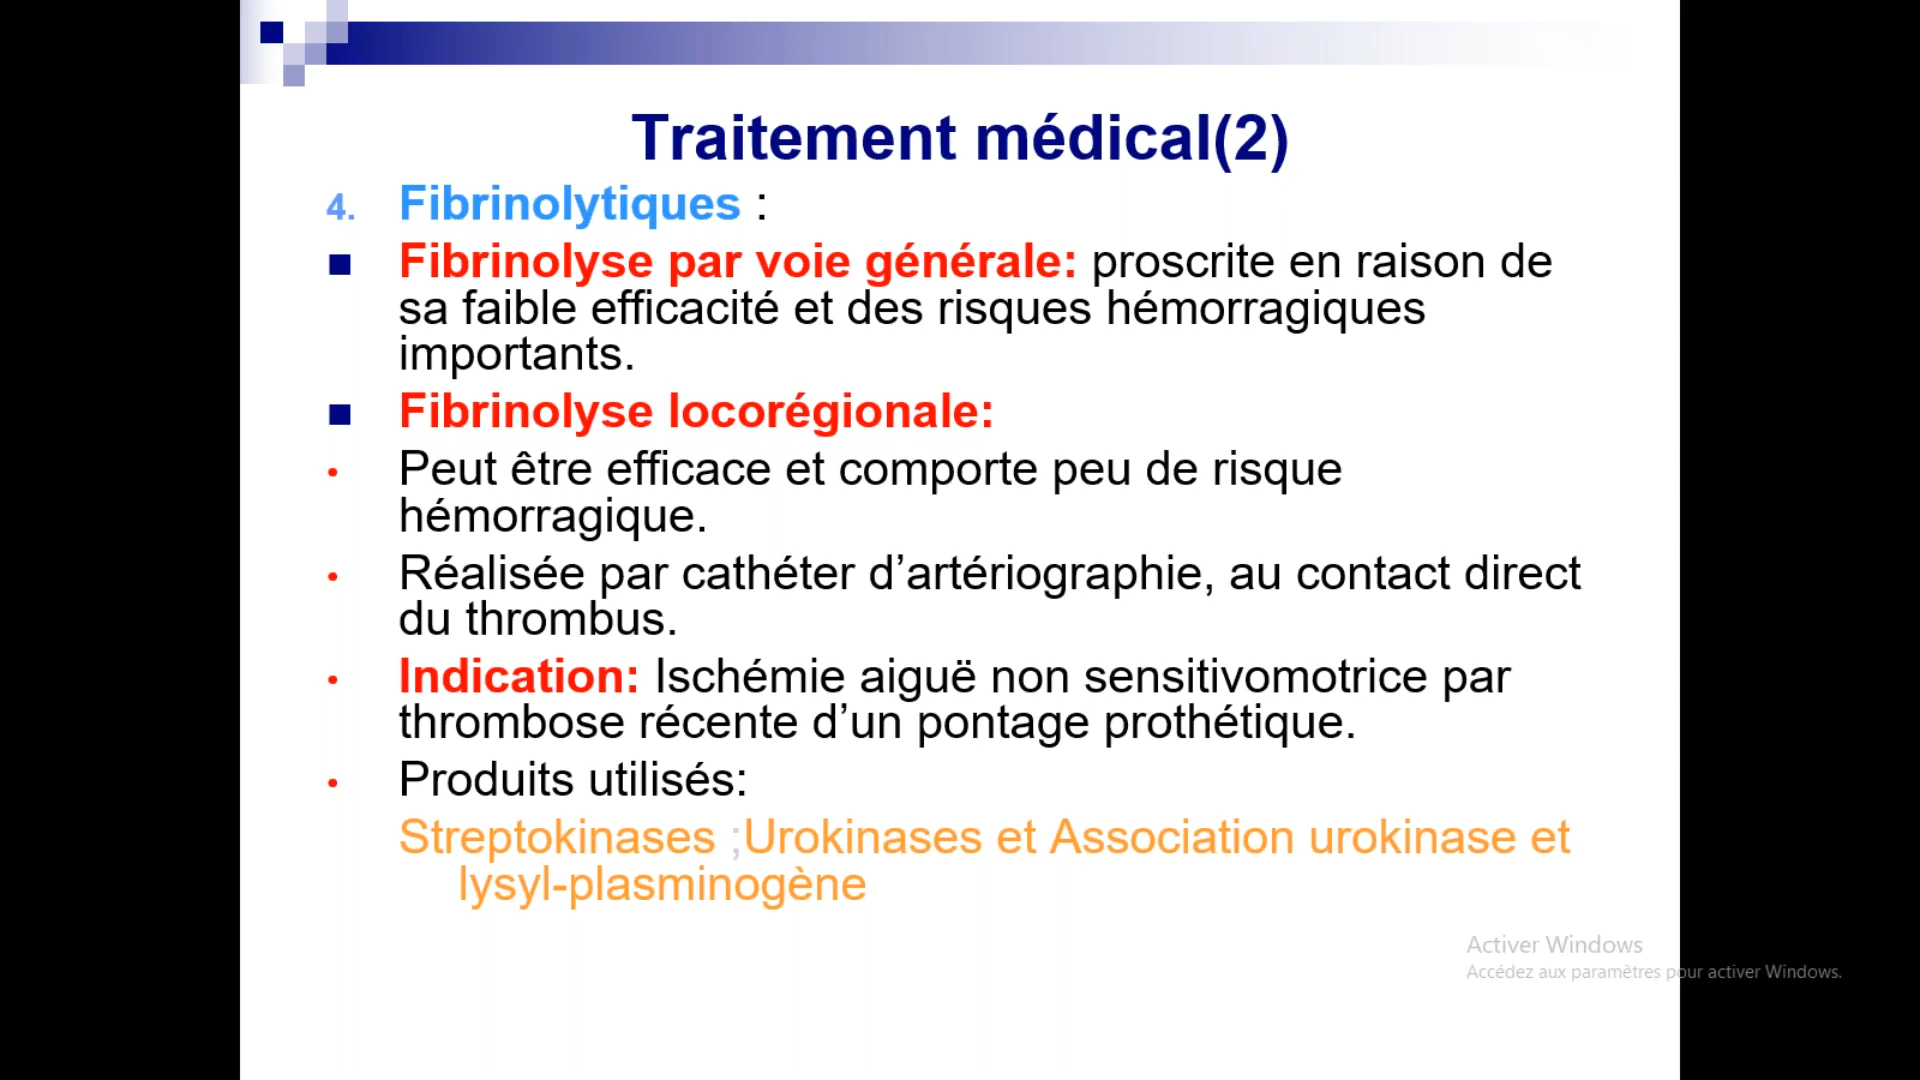 Traitement médical(2)
4. Fibrinolytiques :
■ Fibrinolyse par voie générale: proscrite en raison de
sa faible efficacité et des risques hémorragiques
importants.
■ Fibrinolyse locorégionale:
• Peut être efficace et comporte peu de risque
hémorragique.
• Réalisée par cathéter d’artériographie, au contact direct
du thrombus.
• Indication: Ischémie aiguë non sensitivomotrice par
thrombose récente d’un pontage prothétique.
• Produits utilisés:
Streptokinases ;Urokinases et Association urokinase et
lysyl-plasminogène
Activer Windows
Accédez aux paramètres pour activer Windows.